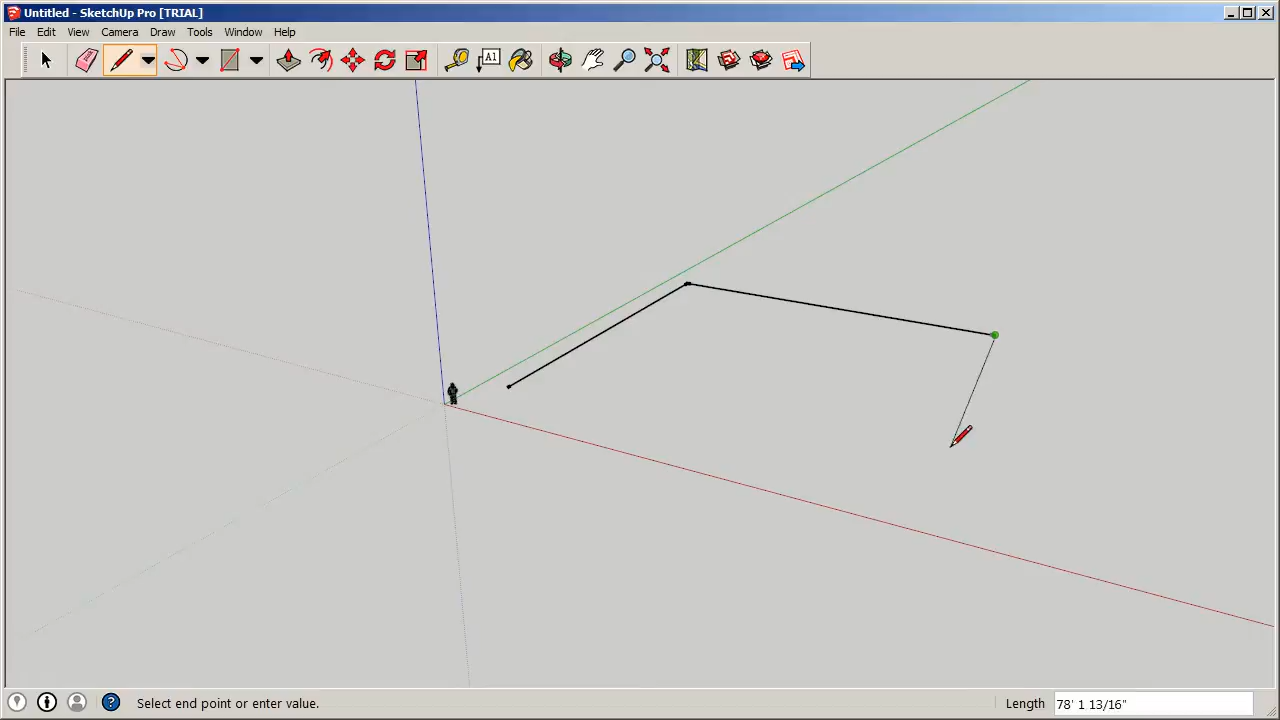 Untitled - SketchUp Pro [TRIAL]
File Edit View Camera Draw Tools Window Help
A1
Select end point or enter value.
Length 78' 1 13/16"